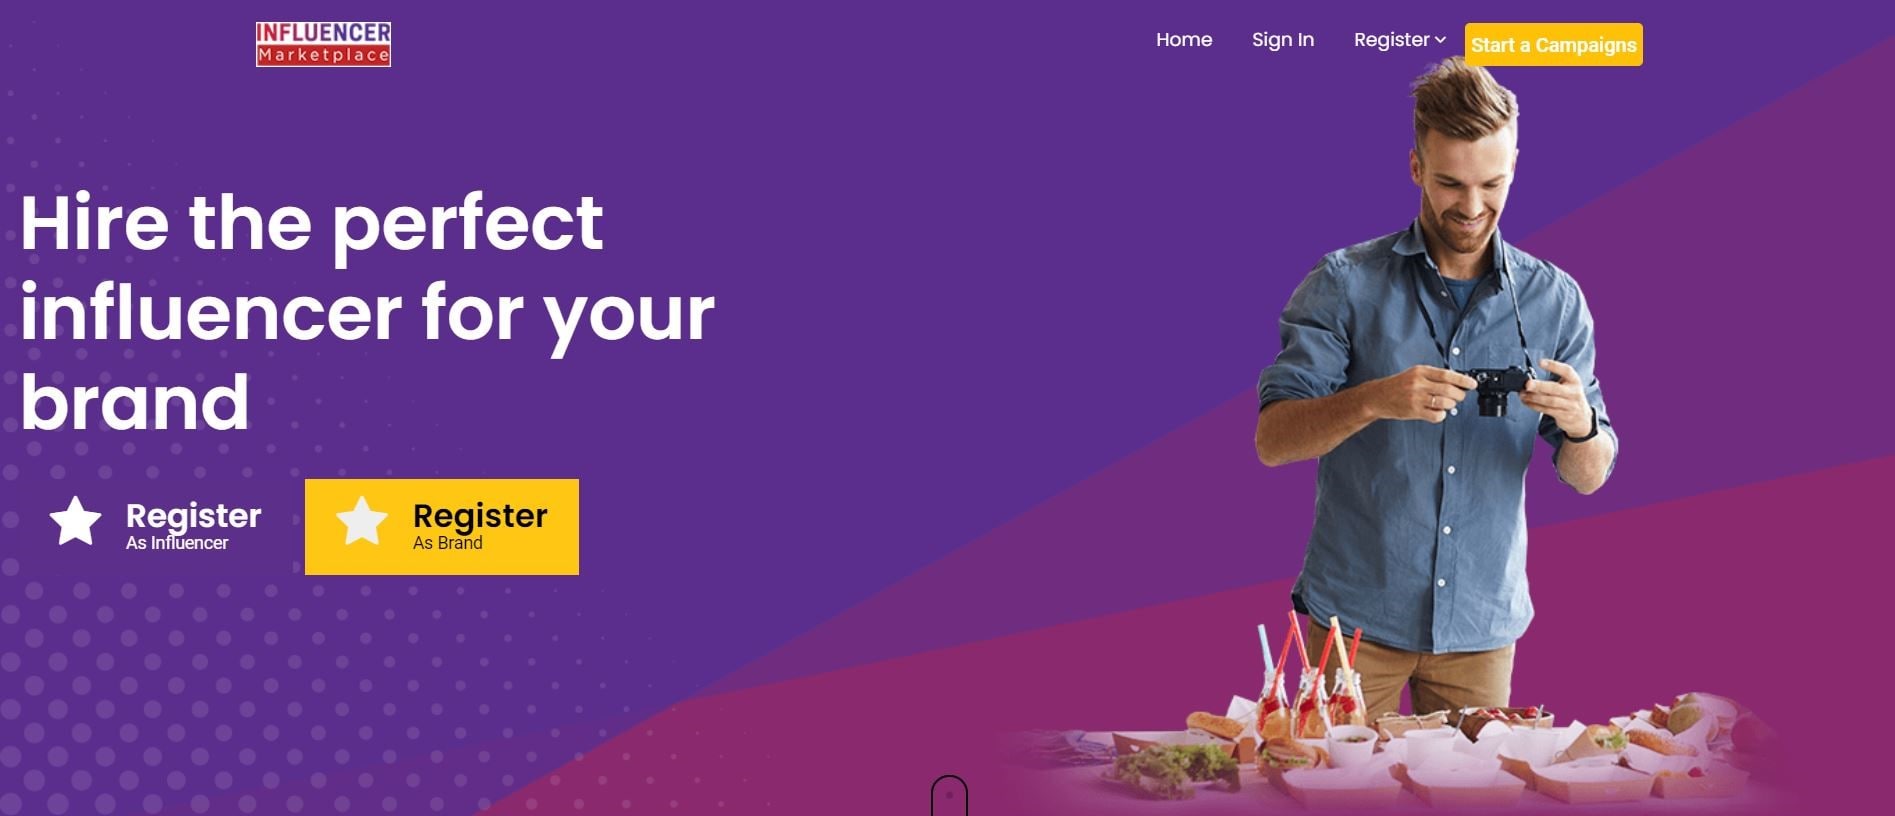 INFLUENCER
Marketplace
Home
Sign In
Register
Start a Campaigns
Hire the perfect
influencer for your
brand
Register
As Influencer
Register
As Brand